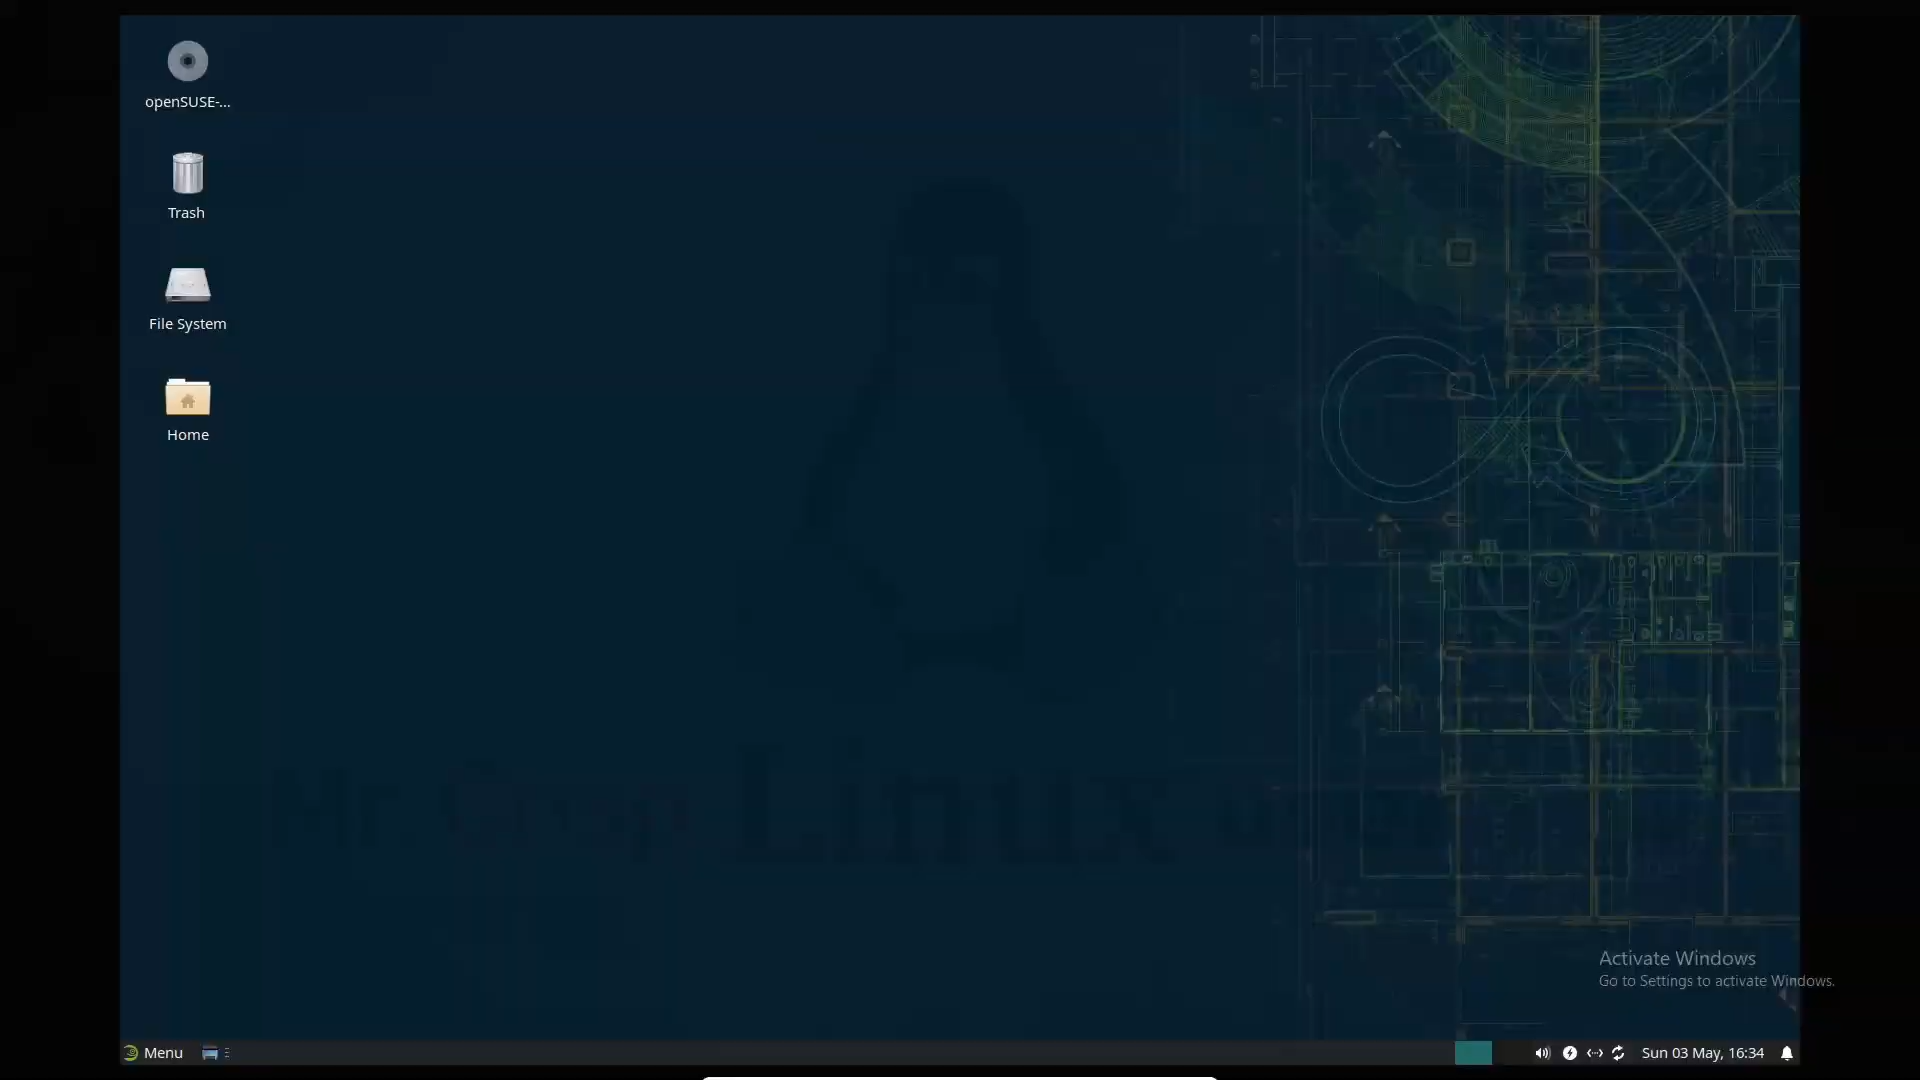 openSUSE-...
Trash
File System
Home
Mr. Linux
Activate Windows
Go to Settings to activate Windows.
Menu
Sun 03 May, 16:34